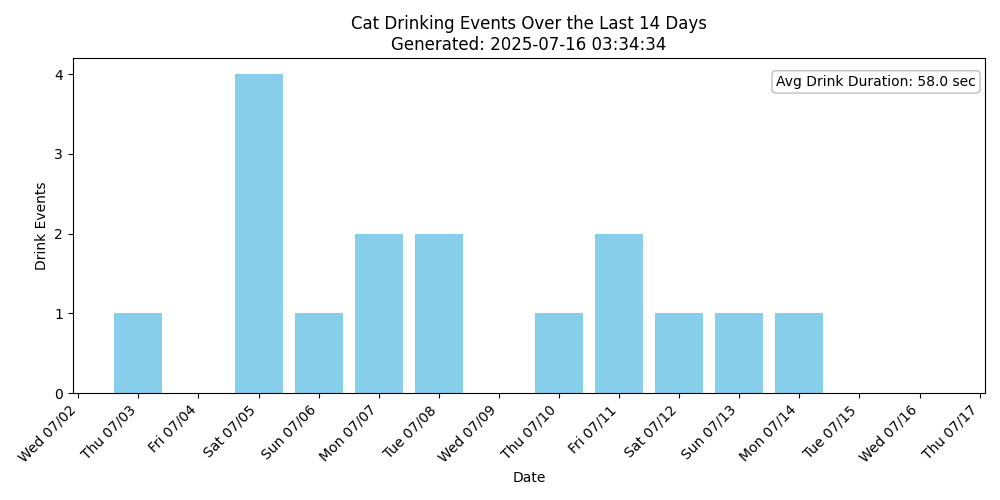 Cat Drinking Events Over the Last 14 Days
Generated: 2025-07-16 03:34:34
Avg Drink Duration: 58.0 sec
Drink Events
4
3
2
1
0
Wed 07/02
Thu 07/03
Fri 07/04
Sat 07/05
Sun 07/06
Mon 07/07
Tue 07/08
Wed 07/09
Thu 07/10
Fri 07/11
Sat 07/12
Sun 07/13
Mon 07/14
Tue 07/15
Wed 07/16
Thu 07/17
Date